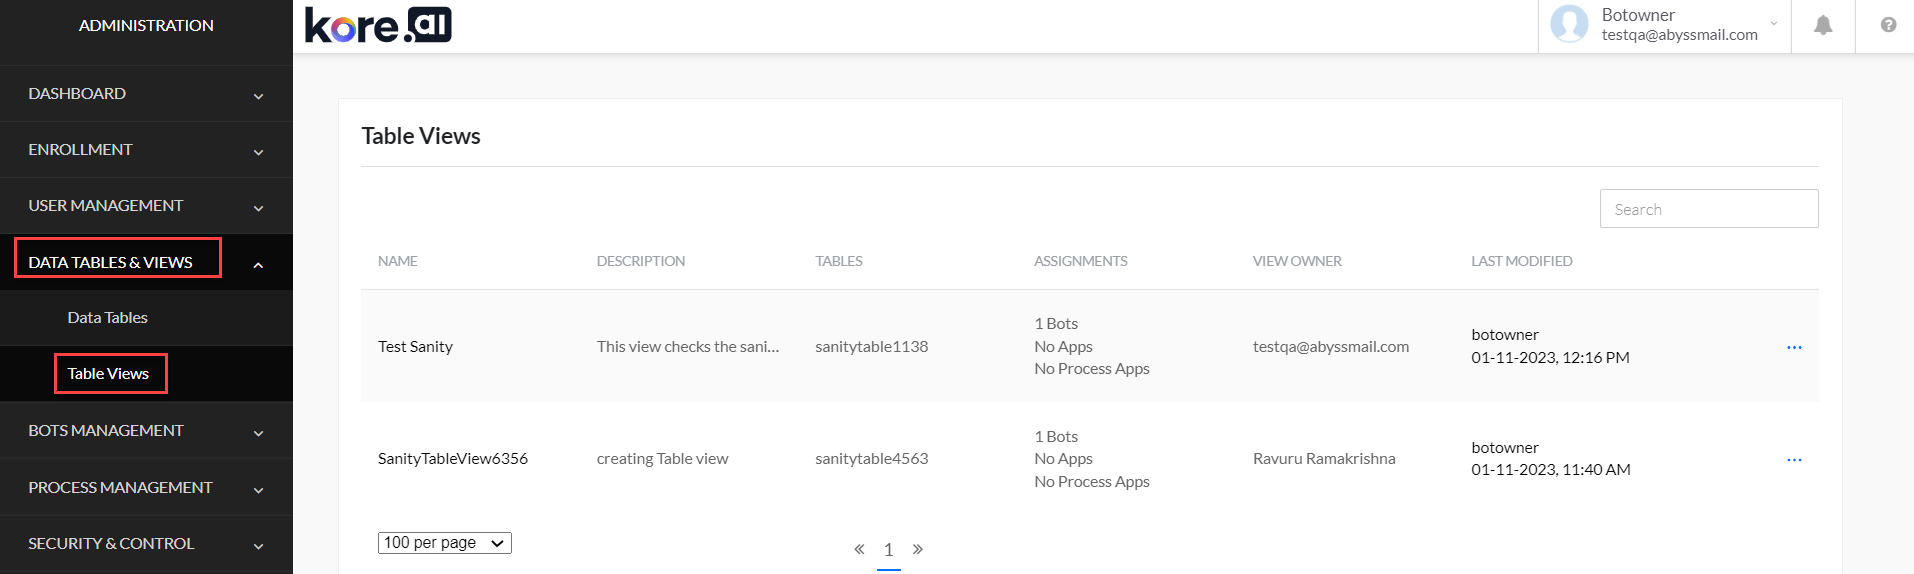 ADMINISTRATION
DASHBOARD
ENROLLMENT
USER MANAGEMENT
DATA TABLES & VIEWS
Data Tables
Table Views
BOTS MANAGEMENT
PROCESS MANAGEMENT
SECURITY & CONTROL
kore.ai
Botowner
testqa@abyssmail.com
?
Table Views
Search
NAME DESCRIPTION TABLES ASSIGNMENTS VIEW OWNER LAST MODIFIED
1 Bots
No Apps
No Process Apps
Test Sanity This view checks the sani... sanitytable1138 testqa@abyssmail.com
botowner
01-11-2023, 12:16 PM
...
1 Bots
No Apps
No Process Apps
SanityTableView6356 creating Table view sanitytable4563 Ravuru Ramakrishna
botowner
01-11-2023, 11:40 AM
...
100 per page
« 1 »